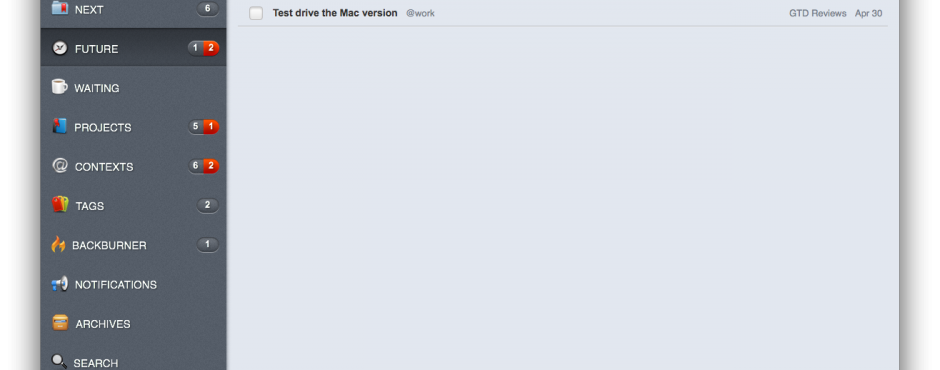 NEXT 6
Test drive the Mac version @work GTD Reviews Apr 30
FUTURE 1 2
WAITING
PROJECTS 5 1
CONTEXTS 6 2
TAGS 2
BACKBURNER 1
NOTIFICATIONS
ARCHIVES
SEARCH